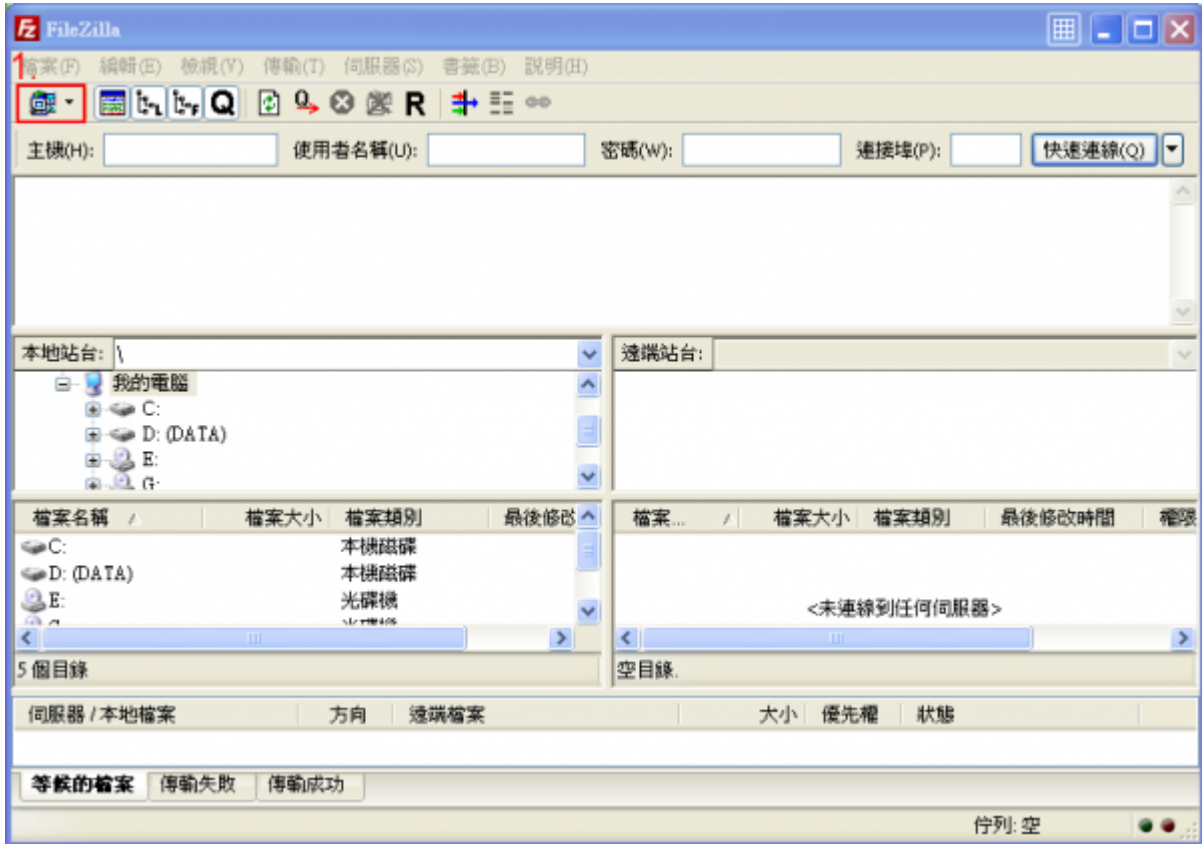 FileZilla
檔案(F) 編輯(E) 檢視(V) 傳輸(T) 伺服器(S) 書籤(B) 說明(H)
1.
Q R
主機(H): 使用者名稱(U): 密碼(W): 連接埠(P): 快速連線(Q)
本地站台: \ 遠端站台:
我的電腦
C:
D: (DATA)
E:
G:
檔案名稱 檔案大小 檔案類別 最後修改 檔案... 檔案大小 檔案類別 最後修改時間 權限
C: 本機磁碟
D: (DATA) 本機磁碟
E: 光碟機
<未連線到任何伺服器>
5 個目錄 空目錄.
伺服器 / 本地檔案 方向 遠端檔案 大小 優先權 狀態
等候的檔案 傳輸失敗 傳輸成功
佇列: 空